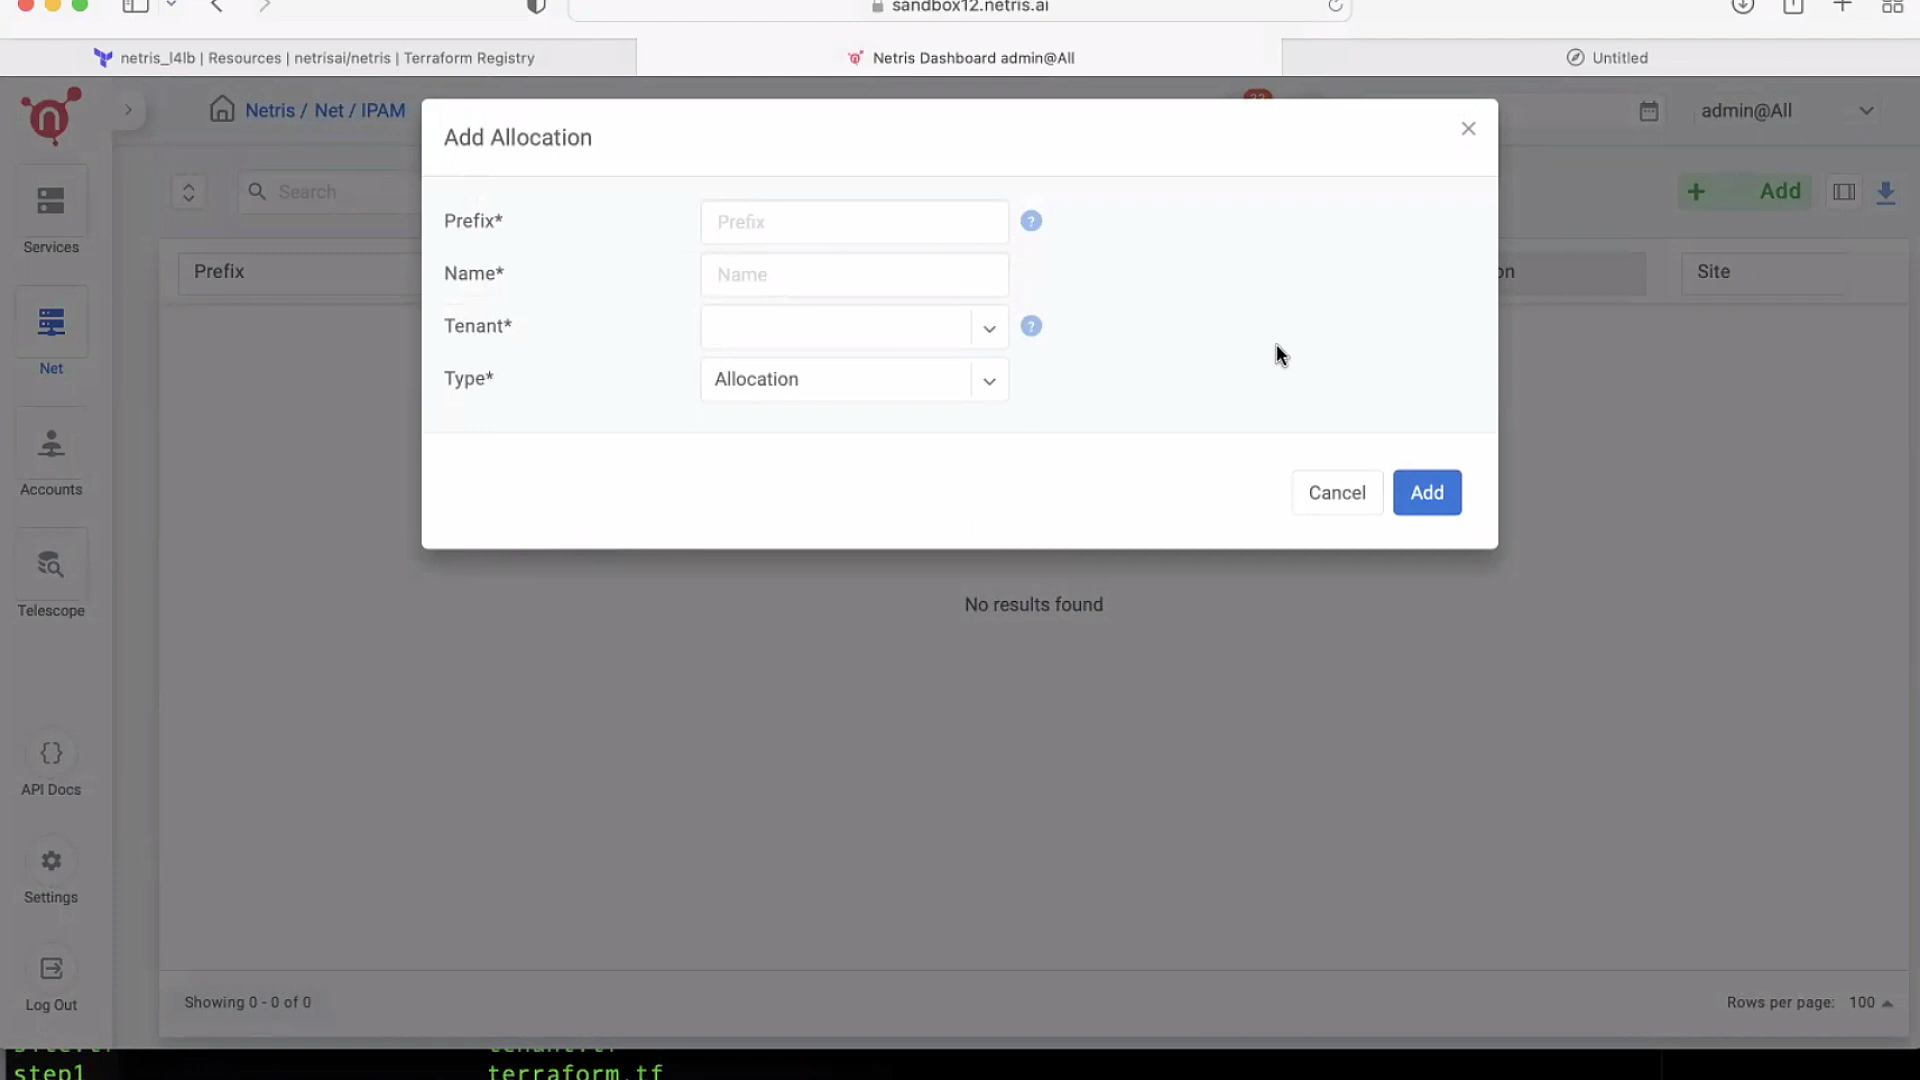 sandbox12.netris.ai
netris_l4lb | Resources | netrisai/netris | Terraform Registry
Netris Dashboard admin@All
Untitled
Netris / Net / IPAM
admin@All
Add Allocation
Search
+ Add
Services
Prefix*
Prefix
?
Name*
Name
Prefix
Site
Tenant*
?
Net
Type*
Allocation
Accounts
Cancel
Add
Telescope
No results found
{}
API Docs
Settings
Log Out
Showing 0 - 0 of 0
Rows per page: 100
step1
terraform.tf